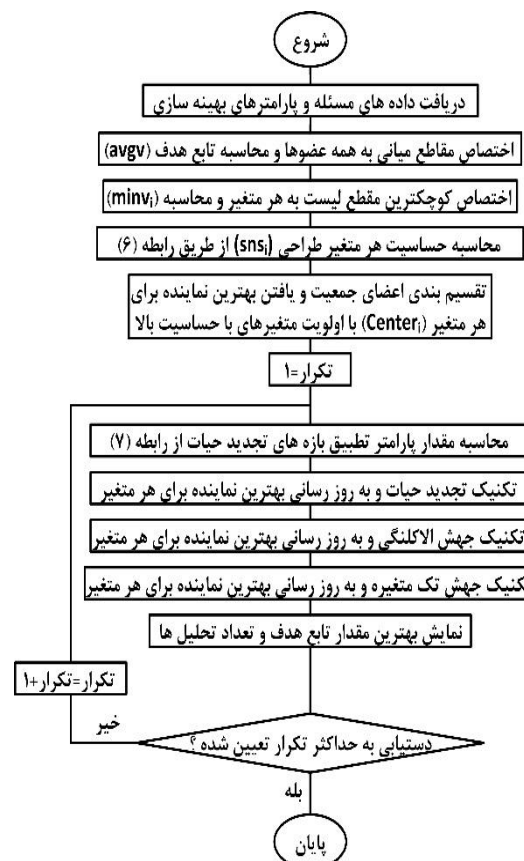 شروع
دریافت داده های مسئله و پارامترهای بهینه سازی
اختصاص مقاطع میانی به همه عضوها و محاسبه تابع هدف (avgv)
اختصاص کوچکترین مقطع لیست به هر متغیر و محاسبه (minvi)
محاسبه حساسیت هر متغیر طراحی (snsi) از طریق رابطه (۶)
تقسیم بندی اعضای جمعیت و یافتن بهترین نماینده برای
هر متغیر (Centeri) با اولویت متغیرهای با حساسیت بالا
تکرار=۱
محاسبه مقدار پارامتر تطبیق بازه های تجدید حیات از رابطه (۷)
تکنیک تجدید حیات و به روز رسانی بهترین نماینده برای هر متغیر
تکنیک جهش الاکلنگی و به روز رسانی بهترین نماینده برای هر متغیر
کنیک جهش تک متغیره و به روز رسانی بهترین نماینده برای هر متغیر
نمایش بهترین مقدار تابع هدف و تعداد تحلیل ها
تکرار=تکرار+۱
خیر
دستیابی به حداکثر تکرار تعیین شده ؟
بله
پایان